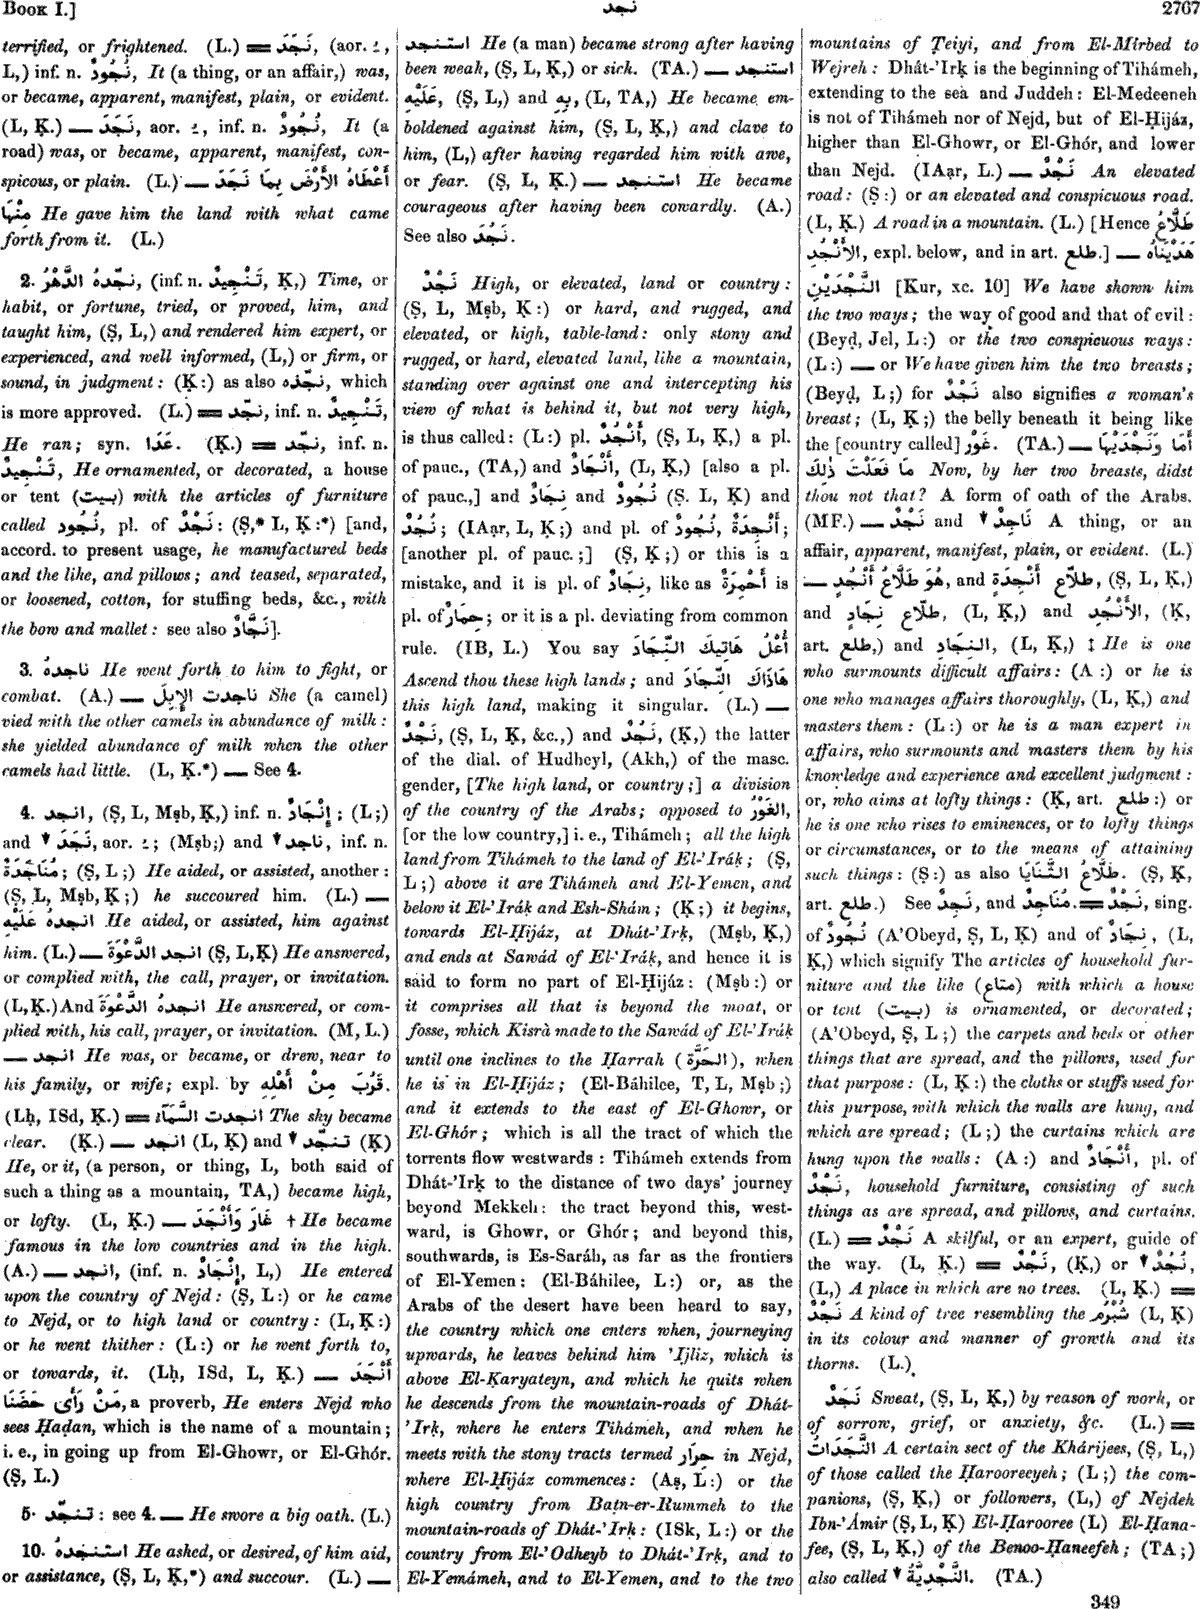 BOOK I.]
نجد
2767
terrified, or frightened. (L.) = نَجَدَ, (aor. ـُ,
L,) inf. n. نُجُودٌ, It (a thing, or an affair,) was,
or became, apparent, manifest, plain, or evident.
(L, Ḳ.) — نَجَدَ, aor. ـُ, inf. n. نُجُودٌ, It (a
road) was, or became, apparent, manifest, con-
spicous, or plain. (L.) — أَعْطَاهُ الأَرْضَ بِمَا نَجَدَ
مِنْهَا He gave him the land with what came
forth from it. (L.)
2. نجّدهُ الدَّهْرُ, (inf. n. تَنْجِيدٌ, Ḳ,) Time, or
habit, or fortune, tried, or proved, him, and
taught him, (Ṣ, L,) and rendered him expert, or
experienced, and well informed, (L,) or firm, or
sound, in judgment: (Ḳ:) as also نجّذه, which
is more approved. (L.) = نجّد, inf. n. تَنْجِيدٌ,
He ran; syn. عَدَا. (Ḳ.) = نجّد, inf. n.
تَنْجِيدٌ, He ornamented, or decorated, a house
or tent (بيت) with the articles of furniture
called نُجُود, pl. of نَجْدٌ: (Ṣ,* L, Ḳ:*) [and,
accord. to present usage, he manufactured beds
and the like, and pillows; and teased, separated,
or loosened, cotton, for stuffing beds, &c., with
the bow and mallet: see also نَجَّادٌ].
3. ناجدهُ He went forth to him to fight, or
combat. (A.) — ناجدت الإِبِلَ She (a camel)
vied with the other camels in abundance of milk:
she yielded abundance of milk when the other
camels had little. (L, Ḳ.*) — See 4.
4. انجد, (Ṣ, L, Mṣb, Ḳ,) inf. n. إِنْجَادٌ; (L;)
and ▼ نَجَدَ, aor. ـُ; (Mṣb;) and ▼ ناجد, inf. n.
مُنَاجَدَةٌ; (Ṣ, L;) He aided, or assisted, another:
(Ṣ, L, Mṣb, Ḳ;) he succoured him. (L.) —
انجدهُ عَلَيْهِ He aided, or assisted, him against
him. (L.) — انجد الدَّعْوَةَ (Ṣ, L, Ḳ) He answered,
or complied with, the call, prayer, or invitation.
(L, Ḳ.) And انجدهُ الدَّعْوَةَ He answered, or com-
plied with, his call, prayer, or invitation. (M, L.)
— انجد He was, or became, or drew, near to
his family, or wife; expl. by قَرُبَ مِنْ أَهْلِهِ.
(Lḥ, ISd, Ḳ.) = انجدت السَّمَآءُ The sky became
clear. (Ḳ.) — انجد (L, Ḳ) and ▼ تنجّد (Ḳ)
He, or it, (a person, or thing, L, both said of
such a thing as a mountain, TA,) became high,
or lofty. (L, Ḳ.) — غَارَ وَأَنْجَدَ † He became
famous in the low countries and in the high.
(A.) — انجد, (inf. n. إِنْجَادٌ, L,) He entered
upon the country of Nejd: (Ṣ, L:) or he came
to Nejd, or to high land or country: (L, Ḳ:)
or he went thither: (L:) or he went forth to,
or towards, it. (Lḥ, ISd, L, Ḳ.) — أَنْجَدَ
مَنْ رَأَى حَضَنًا, a proverb, He enters Nejd who
sees Ḥaḍan, which is the name of a mountain;
i. e., in going up from El-Ghowr, or El-Ghór.
(Ṣ, L.)
5. تنجّد: see 4. — He swore a big oath. (L.)
10. استنجدهُ He asked, or desired, of him aid,
or assistance, (Ṣ, L, Ḳ,*) and succour. (L.) —
استنجد He (a man) became strong after having
been weak, (Ṣ, L, Ḳ,) or sick. (TA.) — استنجد
عَلَيْهِ, (Ṣ, L,) and بِهِ, (L, TA,) He became em-
boldened against him, (Ṣ, L, Ḳ,) and clave to
him, (L,) after having regarded him with awe,
or fear. (Ṣ, L, Ḳ.) — استنجد He became
courageous after having been cowardly. (A.)
See also نَجُدَ.
نَجْدٌ High, or elevated, land or country:
(Ṣ, L, Mṣb, Ḳ:) or hard, and rugged, and
elevated, or high, table-land: only stony and
rugged, or hard, elevated land, like a mountain,
standing over against one and intercepting his
view of what is behind it, but not very high,
is thus called: (L:) pl. أَنْجُدٌ, (Ṣ, L, Ḳ,) a pl.
of pauc., (TA,) and أَنْجَادٌ, (L, Ḳ,) [also a pl.
of pauc.,] and نِجَادٌ and نُجُودٌ (Ṣ, L, Ḳ) and
نُجُدٌ; (IAạr, L, Ḳ;) and pl. of نُجُودٌ, أَنْجِدَةٌ;
[another pl. of pauc.;] (Ṣ, Ḳ;) or this is a
mistake, and it is pl. of نِجَادٌ, like as أَحْمِرَةٌ is
pl. of حِمَارٌ; or it is a pl. deviating from common
rule. (IB, L.) You say أُعْلُ هَاتِيكَ النِّجَادَ
Ascend thou these high lands; and هَاذَاكَ النِّجَادَ
this high land, making it singular. (L.) —
نَجْدٌ, (Ṣ, L, Ḳ, &c.,) and نُجُدٌ, (Ḳ,) the latter
of the dial. of Hudheyl, (Akh,) of the masc.
gender, [The high land, or country;] a division
of the country of the Arabs; opposed to الغَوْرُ,
[or the low country,] i. e., Tihámeh; all the high
land from Tihámeh to the land of El-'Iráḳ; (Ṣ,
L;) above it are Tihámeh and El-Yemen, and
below it El-'Iráḳ and Esh-Shám; (Ḳ;) it begins,
towards El-Ḥijáz, at Dhát-'Irḳ, (Mṣb, Ḳ,)
and ends at Sawád of El-'Iráḳ, and hence it is
said to form no part of El-Ḥijáz: (Mṣb:) or
it comprises all that is beyond the moat, or
fosse, which Kisrà made to the Sawád of El-'Iráḳ
until one inclines to the Ḥarrah (الحَرَّة), when
he is in El-Ḥijáz; (El-Báhilee, T, L, Mṣb;)
and it extends to the east of El-Ghowr, or
El-Ghór; which is all the tract of which the
torrents flow westwards: Tihámeh extends from
Dhát-'Irḳ to the distance of two days' journey
beyond Mekkeh: the tract beyond this, west-
ward, is Ghowr, or Ghór; and beyond this,
southwards, is Es-Saráh, as far as the frontiers
of El-Yemen: (El-Báhilee, L:) or, as the
Arabs of the desert have been heard to say,
the country which one enters when, journeying
upwards, he leaves behind him 'Ijliz, which is
above El-Ḳaryateyn, and which he quits when
he descends from the mountain-roads of Dhát-
'Irḳ, where he enters Tihámeh, and when he
meets with the stony tracts termed حِرَار in Nejd,
where El-Ḥijáz commences: (Aṣ, L:) or the
high country from Baṭn-er-Rummeh to the
mountain-roads of Dhát-'Irḳ: (ISk, L:) or the
country from El-'Odheyb to Dhát-'Irḳ, and to
El-Yemámeh, and to El-Yemen, and to the two
mountains of Ṭeiyi, and from El-Mirbed to
Wejreh: Dhát-'Irḳ is the beginning of Tihámeh,
extending to the sea and Juddeh: El-Medeeneh
is not of Tihámeh nor of Nejd, but of El-Ḥijáz,
higher than El-Ghowr, or El-Ghór, and lower
than Nejd. (IAạr, L.) — نَجْدٌ An elevated
road: (Ṣ:) or an elevated and conspicuous road.
(L, Ḳ.) A road in a mountain. (L.) [Hence طَلَّاعُ
الأَنْجُدِ, expl. below, and in art. طلع.] — هَدَيْنَاهُ
النَّجْدَيْنِ [Kur, xc. 10] We have shown him
the two ways; the way of good and that of evil:
(Beyḍ, Jel, L:) or the two conspicuous ways:
(L:) — or We have given him the two breasts;
(Beyḍ, L;) for نَجْدٌ also signifies a woman's
breast; (L, Ḳ;) the belly beneath it being like
the [country called] غَوْر. (TA.) — أَمَا وَنَجْدَيْهَا
مَا فَعَلْتَ ذٰلِكَ Now, by her two breasts, didst
thou not that? A form of oath of the Arabs.
(MF.) — نَجْدٌ and ▼ نَاجِدٌ A thing, or an
affair, apparent, manifest, plain, or evident. (L.)
— هُوَ طَلَّاعُ أَنْجُدٍ, and طلّاع أَنْجِدَةٍ, (Ṣ, L, Ḳ,)
and طلّاع نِجَادٍ, (L, Ḳ,) and الأَنْجُدِ, (Ḳ,
art. طلع,) and النِجَادِ, (L, Ḳ,) ‡ He is one
who surmounts difficult affairs: (A:) or he is
one who manages affairs thoroughly, (L, Ḳ,) and
masters them: (L:) or he is a man expert in
affairs, who surmounts and masters them by his
knowledge and experience and excellent judgment:
or, who aims at lofty things: (Ḳ, art. طلع:) or
he is one who rises to eminences, or to lofty things
or circumstances, or to the means of attaining
such things: (Ṣ:) as also طَلَّاعُ الثَّنَايَا. (Ṣ, Ḳ,
art. طلع.) See نَجِدٌ, and مُنَاجِدٌ. = نَجْدٌ, sing.
of نُجُودٌ (A'Obeyd, Ṣ, L, Ḳ) and of نِجَادٌ, (L,
Ḳ,) which signify The articles of household fur-
niture and the like (متاع) with which a house
or tent (بيت) is ornamented, or decorated;
(A'Obeyd, Ṣ, L;) the carpets and beds or other
things that are spread, and the pillows, used for
that purpose: (L, Ḳ:) the cloths or stuffs used for
this purpose, with which the walls are hung, and
which are spread; (L;) the curtains which are
hung upon the walls: (A:) and أَنْجَادٌ, pl. of
نَجْدٌ, household furniture, consisting of such
things as are spread, and pillows, and curtains.
(L.) = نَجْدٌ A skilful, or an expert, guide of
the way. (L, Ḳ.) = نَجْدٌ, (Ḳ,) or ▼ نَجُدٌ,
(L,) A place in which are no trees. (L, Ḳ.) =
نَجْدٌ A kind of tree resembling the شُبْرُم (L, Ḳ)
in its colour and manner of growth and its
thorns. (L.)
نَجَدٌ Sweat, (Ṣ, L, Ḳ,) by reason of work, or
of sorrow, grief, or anxiety, &c. (L.) =
النَّجَدَاتُ A certain sect of the Khárijees, (Ṣ, L,)
of those called the Ḥarooreeyeh; (L;) the com-
panions, (Ṣ, Ḳ,) or followers, (L,) of Nejdeh
Ibn-'Ámir (Ṣ, L, Ḳ) El-Ḥarooree (L) El-Ḥana-
fee, (Ṣ, L, Ḳ,) of the Benoo-Ḥaneefeh; (TA;)
also called ▼ النَّجْدِيَّةُ. (TA.)
349